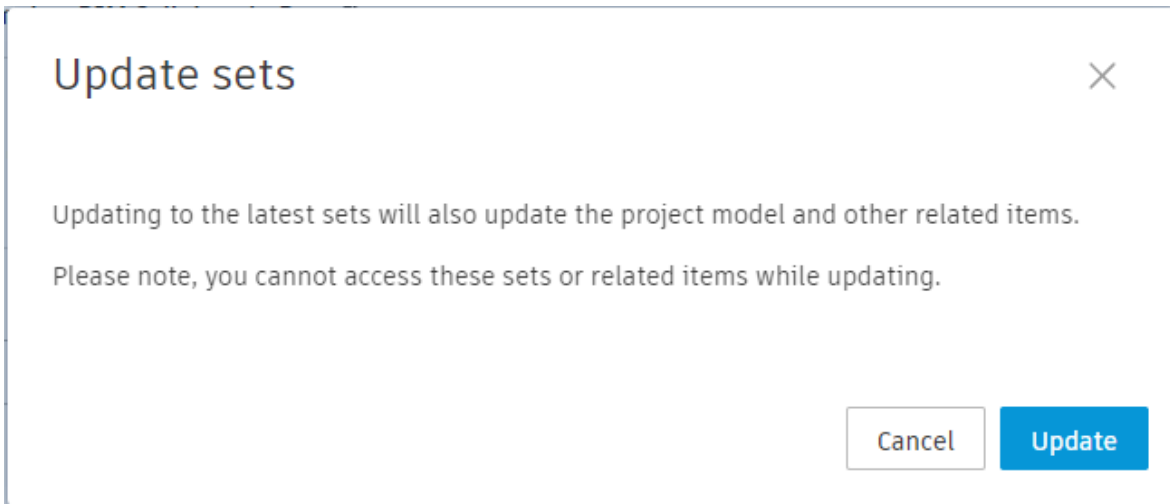 Update sets
Updating to the latest sets will also update the project model and other related items.
Please note, you cannot access these sets or related items while updating.
Cancel
Update